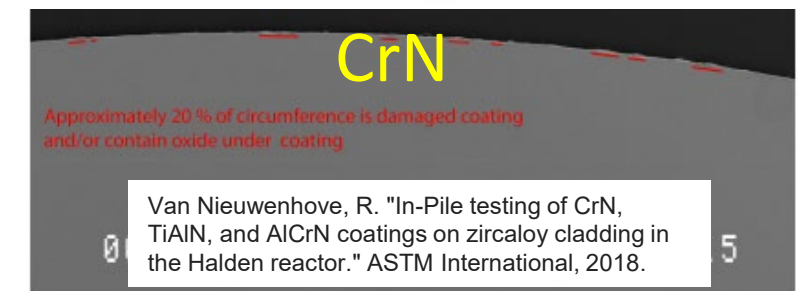 CrN
Approximately 20 % of circumference is damaged coating
and/or contain oxide under coating
Van Nieuwenhove, R. "In-Pile testing of CrN,
TiAlN, and AlCrN coatings on zircaloy cladding in
the Halden reactor." ASTM International, 2018.